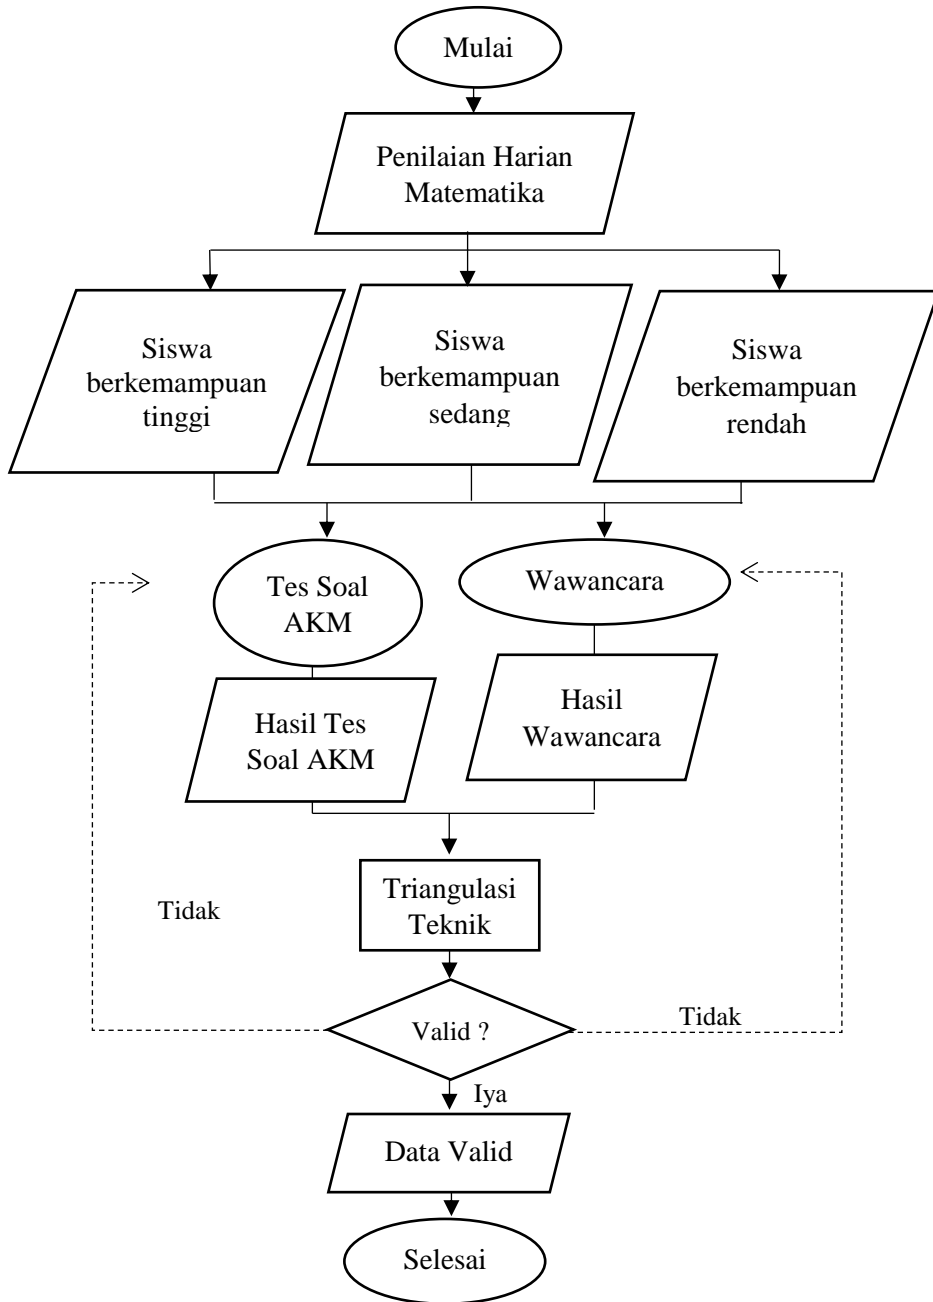 Mulai
Penilaian Harian
Matematika
Siswa
berkemampuan
tinggi
Siswa
berkemampuan
sedang
Siswa
berkemampuan
rendah
Tes Soal
AKM
Wawancara
Hasil Tes
Soal AKM
Hasil
Wawancara
Triangulasi
Teknik
Tidak
Valid ?
Tidak
Iya
Data Valid
Selesai